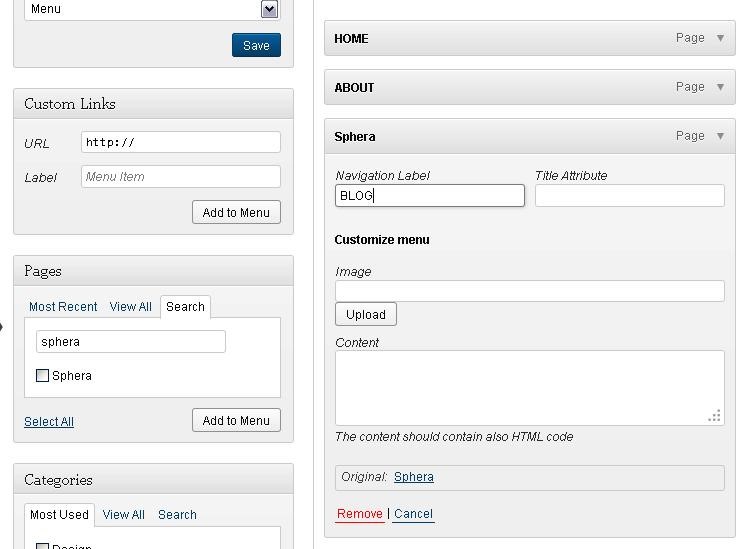 Menu
Save
Custom Links
URL http://
Label Menu Item
Add to Menu
Pages
Most Recent View All Search
sphera
Sphera
Select All Add to Menu
Categories
Most Used View All Search
Design
HOME Page
ABOUT Page
Sphera Page
Navigation Label Title Attribute
BLOG
Customize menu
Image
Upload
Content
The content should contain also HTML code
Original: Sphera
Remove | Cancel